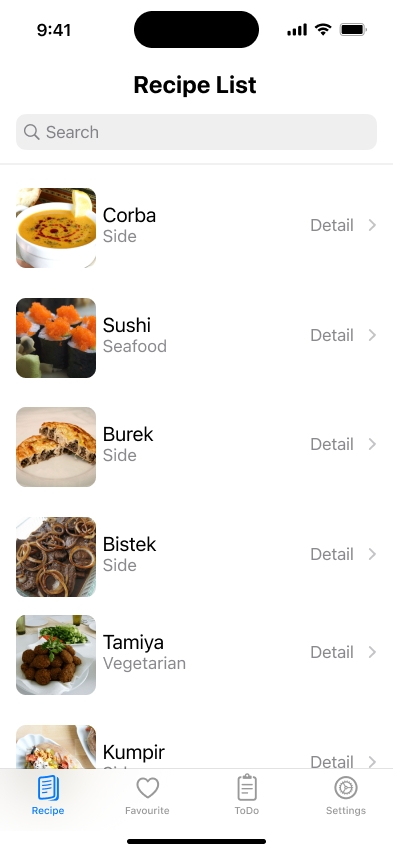 9:41
Recipe List
Search
Corba
Side
Detail
Sushi
Seafood
Detail
Burek
Side
Detail
Bistek
Side
Detail
Tamiya
Vegetarian
Detail
Kumpir
Detail
Recipe
Favourite
ToDo
Settings